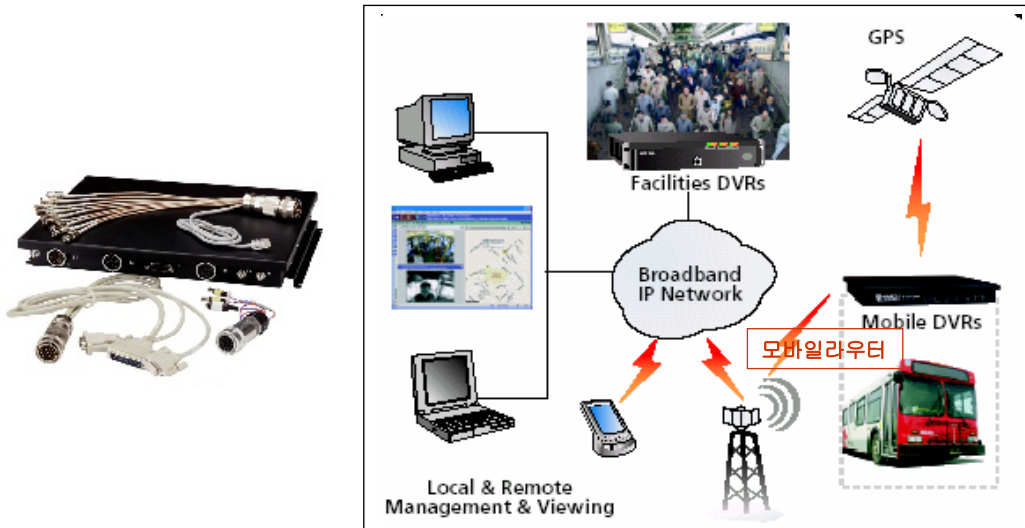 GPS
Facilities DVRs
Broadband
IP Network
Mobile DVRs
모바일라우터
Local & Remote
Management & Viewing